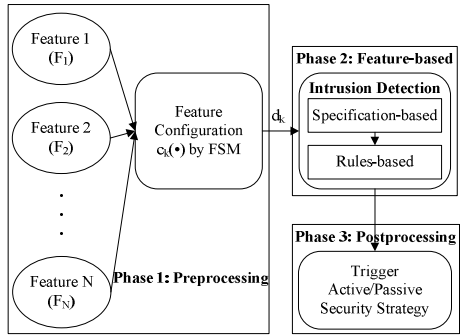 Feature 1
(F1)
Feature 2
(F2)
Feature N
(FN)
Feature
Configuration
ck(•) by FSM
Phase 1: Preprocessing
dk
Phase 2: Feature-based
Intrusion Detection
Specification-based
Rules-based
Phase 3: Postprocessing
Trigger
Active/Passive
Security Strategy